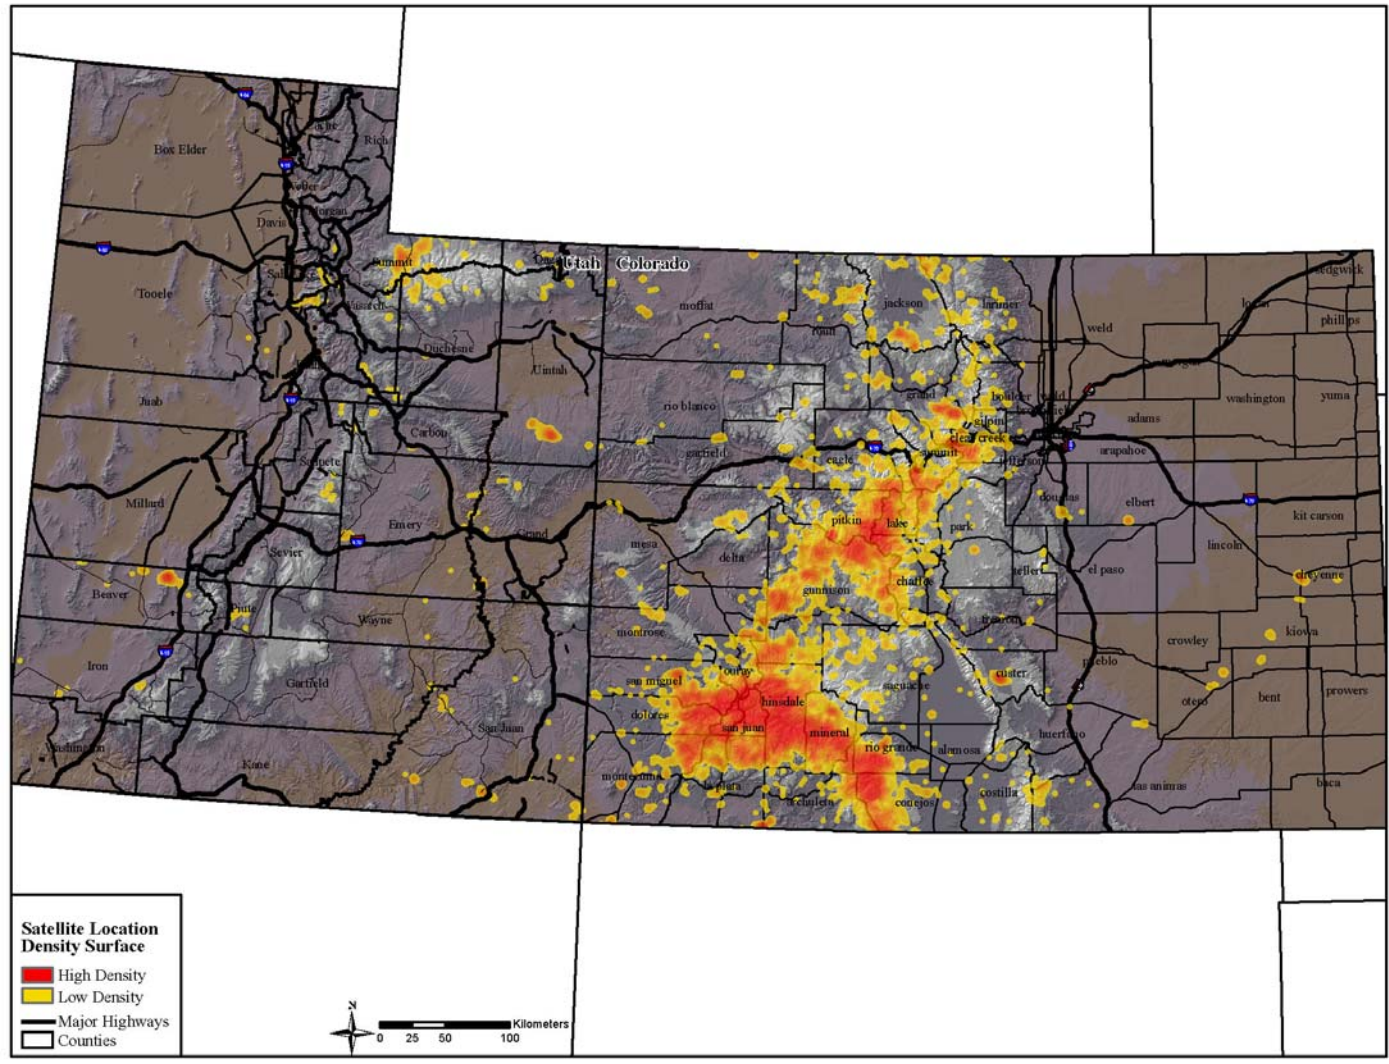 Box Elder
Rich
Morgan
Davis
Summit
Utah
Colorado
Tooele
Wasatch
moffat
routt
jackson
larimer
weld
logan
sedgwick
phillips
Duchesne
Uintah
Juab
rio blanco
grand
boulder
weld
washington
yuma
gilpin
adams
Carbon
garfield
eagle
summit
clear creek
jefferson
arapahoe
Sanpete
Millard
Emery
Grand
mesa
pitkin
lake
park
douglas
elbert
lincoln
kit carson
Sevier
delta
teller
el paso
cheyenne
Beaver
Piute
Wayne
gunnison
chaffee
montrose
fremont
crowley
kiowa
pueblo
Iron
Garfield
san miguel
ouray
saguache
custer
otero
bent
prowers
dolores
hinsdale
san juan
mineral
San Juan
rio grande
alamosa
huerfano
Washington
Kane
montezuma
la plata
archuleta
conejos
costilla
las animas
baca
Satellite Location
Density Surface
High Density
Low Density
Major Highways
Counties
N
Kilometers
0 25 50 100